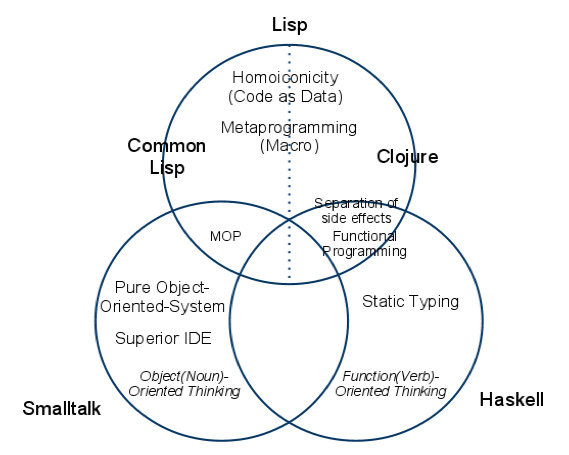 Lisp
Homoiconicity
(Code as Data)
Metaprogramming
(Macro)
Common
Lisp
Clojure
Separation of
side effects
MOP
Functional
Programming
Pure Object-
Oriented-System
Static Typing
Superior IDE
Object(Noun)-
Oriented Thinking
Function(Verb)-
Oriented Thinking
Smalltalk
Haskell